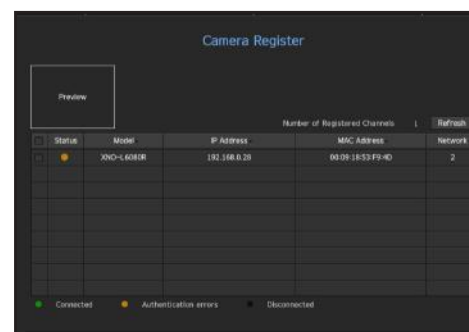 Camera Register
Preview
Number of Registered Channels 1 Refresh
Status Model IP Address MAC Address Network
XNO-L6080R 192.168.0.28 00:09:18:53:F9:4D 2
Connected Authentication errors Disconnected